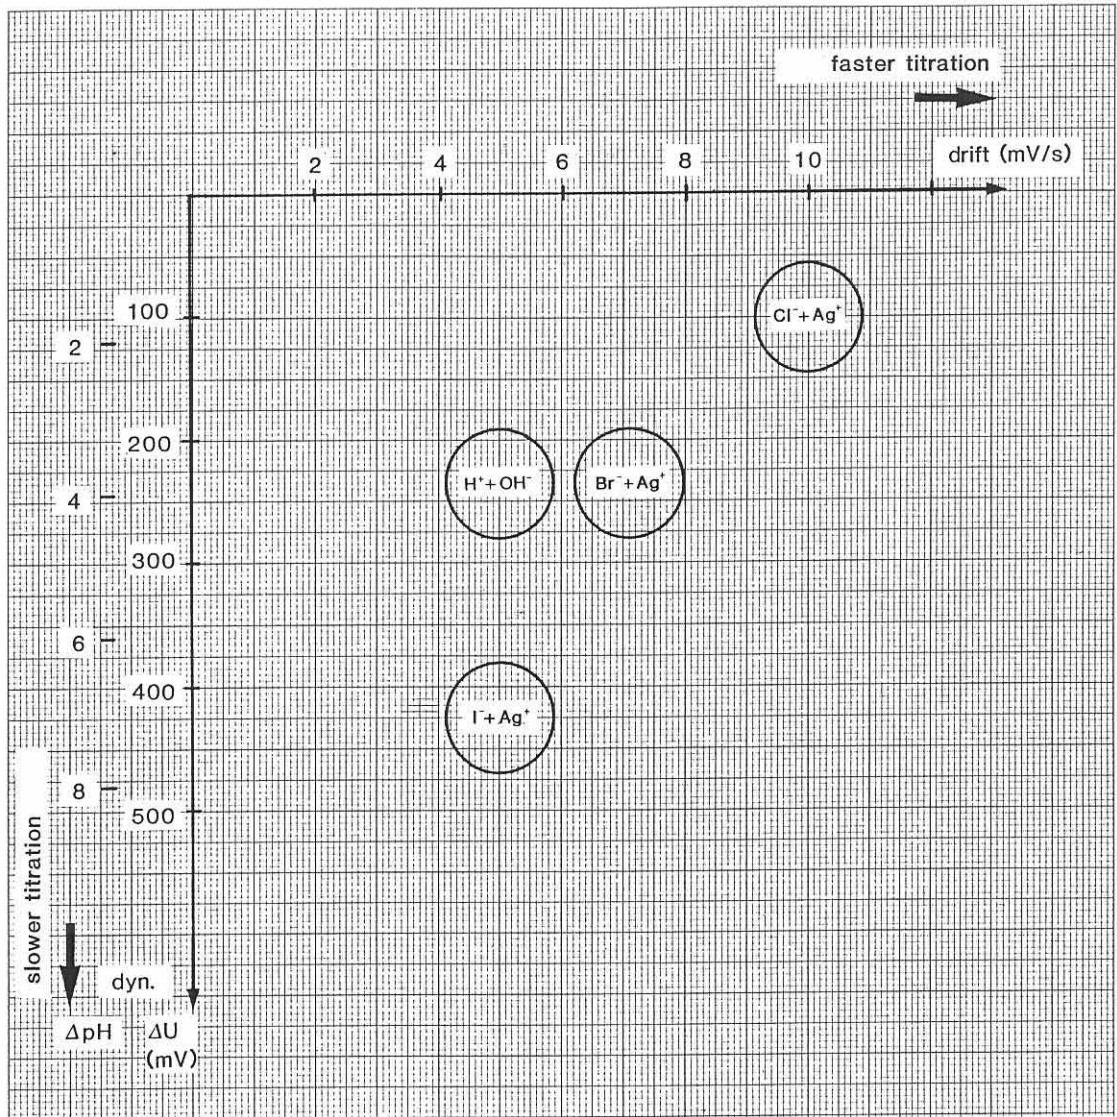 faster titration
drift (mV/s)
2 4 6 8 10
100
Cl⁻+Ag⁺
2
200
4
H⁺+OH⁻ Br⁻+Ag⁺
300
6
400
I⁻+Ag⁺
8
500
slower titration
dyn.
ΔpH ΔU
(mV)